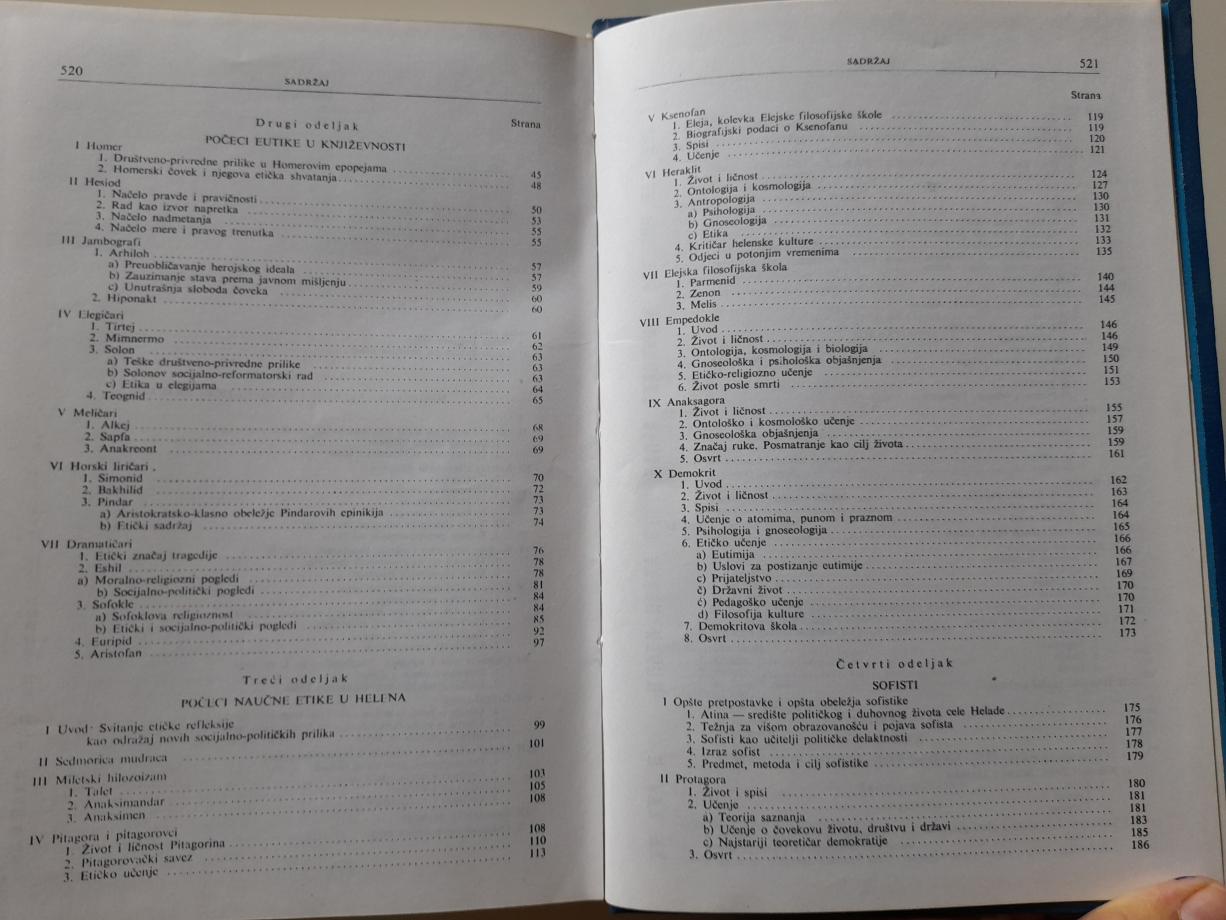 520
SADRŽAJ
Drugi odeljak
Strana
POČECI EUTIKE U KNJIŽEVNOSTI
I Homer
1. Društveno-privredne prilike u Homerovim epopejama 45
2. Homerski čovek i njegova etička shvatanja 48
II Hesiod
1. Načelo pravde i pravičnosti 50
2. Rad kao izvor napretka 53
3. Načelo nadmetanja 55
4. Načelo mere i pravog trenutka 55
III Jambografi
1. Arhiloh 57
a) Preuobličavanje herojskog ideala 57
b) Zauzimanje stava prema javnom mišljenju 59
c) Unutrašnja sloboda čoveka 60
2. Hiponakt 60
IV Elegičari
1. Tirtej 61
2. Mimnermo 62
3. Solon 63
a) Teške društveno-privredne prilike 63
b) Solonov socijalno-reformatorski rad 63
c) Etika u elegijama 64
4. Teognid 65
V Meličari
1. Alkej 68
2. Sapfa 69
3. Anakreont 69
VI Horski liričari
1. Simonid 70
2. Bakhilid 72
3. Pindar 73
a) Aristokratsko-klasno obeležje Pindarovih epinikija 73
b) Etički sadržaj 74
VII Dramatičari
1. Etički značaj tragedije 76
2. Eshil 78
a) Moralno-religiozni pogledi 78
b) Socijalno-politički pogledi 81
3. Sofokle 84
a) Sofoklova religioznost 84
b) Etički i socijalno-politički pogledi 85
4. Euripid 92
5. Aristofan 97
Treći odeljak
POČECI NAUČNE ETIKE U HELENA
I Uvod: Svitanje etičke refleksije
kao odražaj novih socijalno-političkih prilika 99
II Sedmorica mudraca 101
III Miletski hilozoizam
1. Talet 103
2. Anaksimandar 105
3. Anaksimen 108
IV Pitagora i pitagorovci
1. Život i ličnost Pitagorina 108
2. Pitagorovački savez 110
3. Etičko učenje 113
SADRŽAJ
521
Strana
V Ksenofan
1. Eleja, kolevka Elejske filosofijske škole 119
2. Biografijski podaci o Ksenofanu 119
3. Spisi 120
4. Učenje 121
VI Heraklit
1. Život i ličnost 124
2. Ontologija i kosmologija 127
3. Antropologija 130
a) Psihologija 130
b) Gnoseologija 131
c) Etika 132
4. Kritičar helenske kulture 133
5. Odjeci u potonjim vremenima 135
VII Elejska filosofijska škola
1. Parmenid 140
2. Zenon 144
3. Melis 145
VIII Empedokle
1. Uvod 146
2. Život i ličnost 146
3. Ontologija, kosmologija i biologija 149
4. Gnoseološka i psihološka objašnjenja 150
5. Etičko-religiozno učenje 151
6. Život posle smrti 153
IX Anaksagora
1. Život i ličnost 155
2. Ontološko i kosmološko učenje 157
3. Gnoseološka objašnjenja 159
4. Značaj ruke. Posmatranje kao cilj života 159
5. Osvrt 161
X Demokrit
1. Uvod 162
2. Život i ličnost 163
3. Spisi 164
4. Učenje o atomima, punom i praznom 164
5. Psihologija i gnoseologija 165
6. Etičko učenje 166
a) Eutimija 166
b) Uslovi za postizanje eutimije 167
c) Prijateljstvo 169
č) Državni život 170
ć) Pedagoško učenje 170
d) Filosofija kulture 171
7. Demokritova škola 172
8. Osvrt 173
Četvrti odeljak
SOFISTI
I Opšte pretpostavke i opšta obeležja sofistike
1. Atina — središte političkog i duhovnog života cele Helade 175
2. Težnja za višom obrazovanošću i pojava sofista 176
3. Sofisti kao učitelji političke delaktnosti 177
4. Izraz sofist 178
5. Predmet, metoda i cilj sofistike 179
II Protagora
1. Život i spisi 180
2. Učenje 181
a) Teorija saznanja 181
b) Učenje o čovekovu životu, društvu i državi 183
c) Najstariji teoretičar demokratije 185
3. Osvrt 186